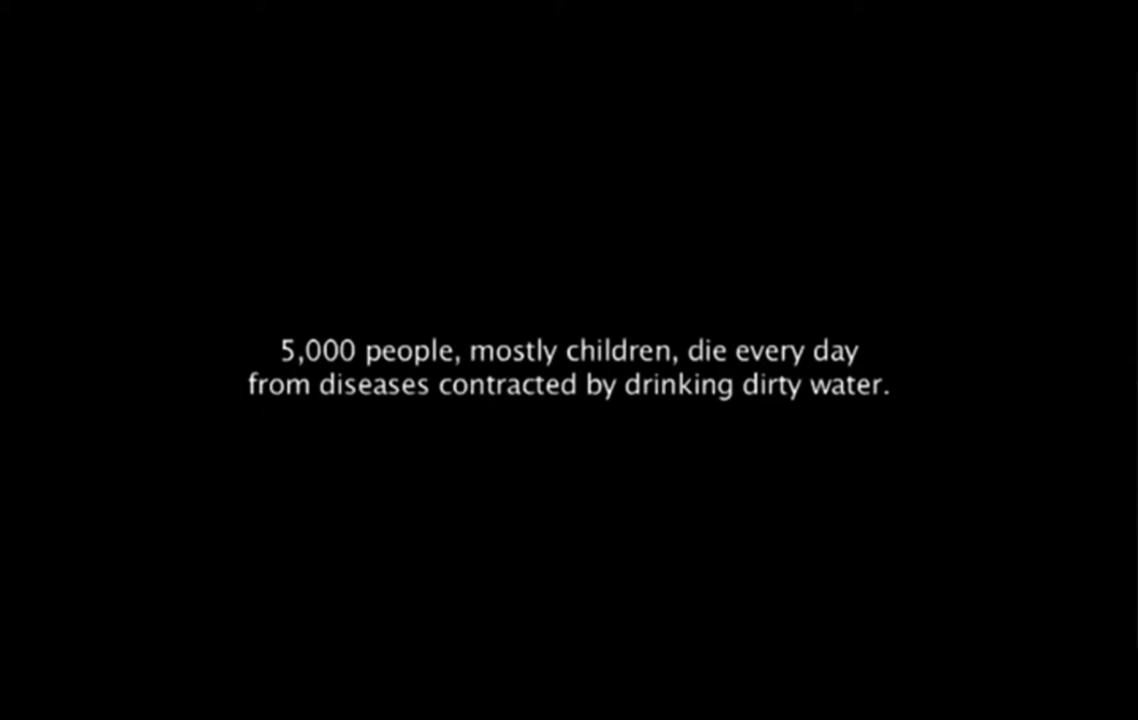 5,000 people, mostly children, die every day
from diseases contracted by drinking dirty water.